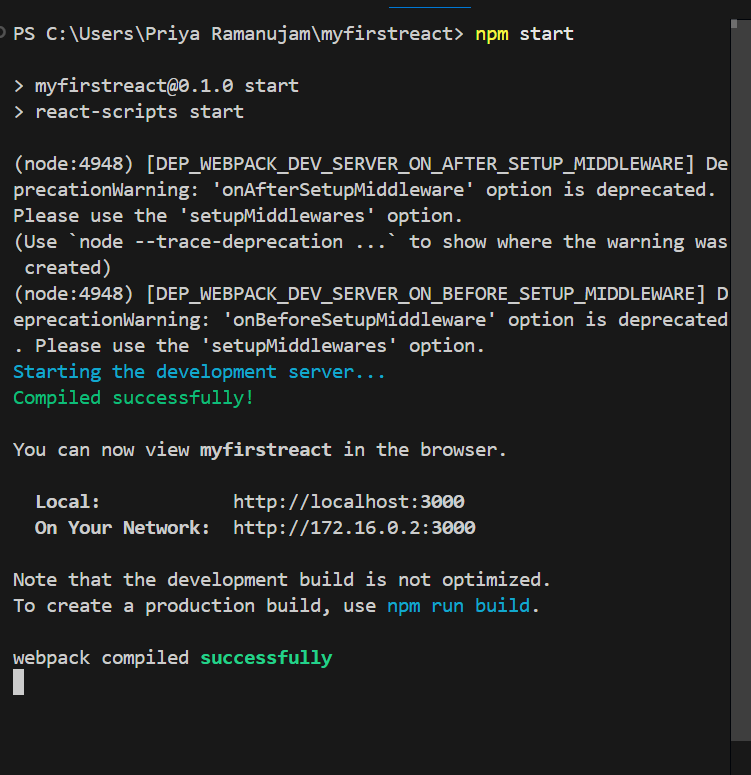 PS C:\Users\Priya Ramanujam\myfirstreact> npm start
> myfirstreact@0.1.0 start
> react-scripts start
(node:4948) [DEP_WEBPACK_DEV_SERVER_ON_AFTER_SETUP_MIDDLEWARE] De
precationWarning: 'onAfterSetupMiddleware' option is deprecated.
Please use the 'setupMiddlewares' option.
(Use `node --trace-deprecation ...` to show where the warning was
 created)
(node:4948) [DEP_WEBPACK_DEV_SERVER_ON_BEFORE_SETUP_MIDDLEWARE] D
eprecationWarning: 'onBeforeSetupMiddleware' option is deprecated
. Please use the 'setupMiddlewares' option.
Starting the development server...
Compiled successfully!
You can now view myfirstreact in the browser.
  Local:            http://localhost:3000
  On Your Network:  http://172.16.0.2:3000
Note that the development build is not optimized.
To create a production build, use npm run build.
webpack compiled successfully